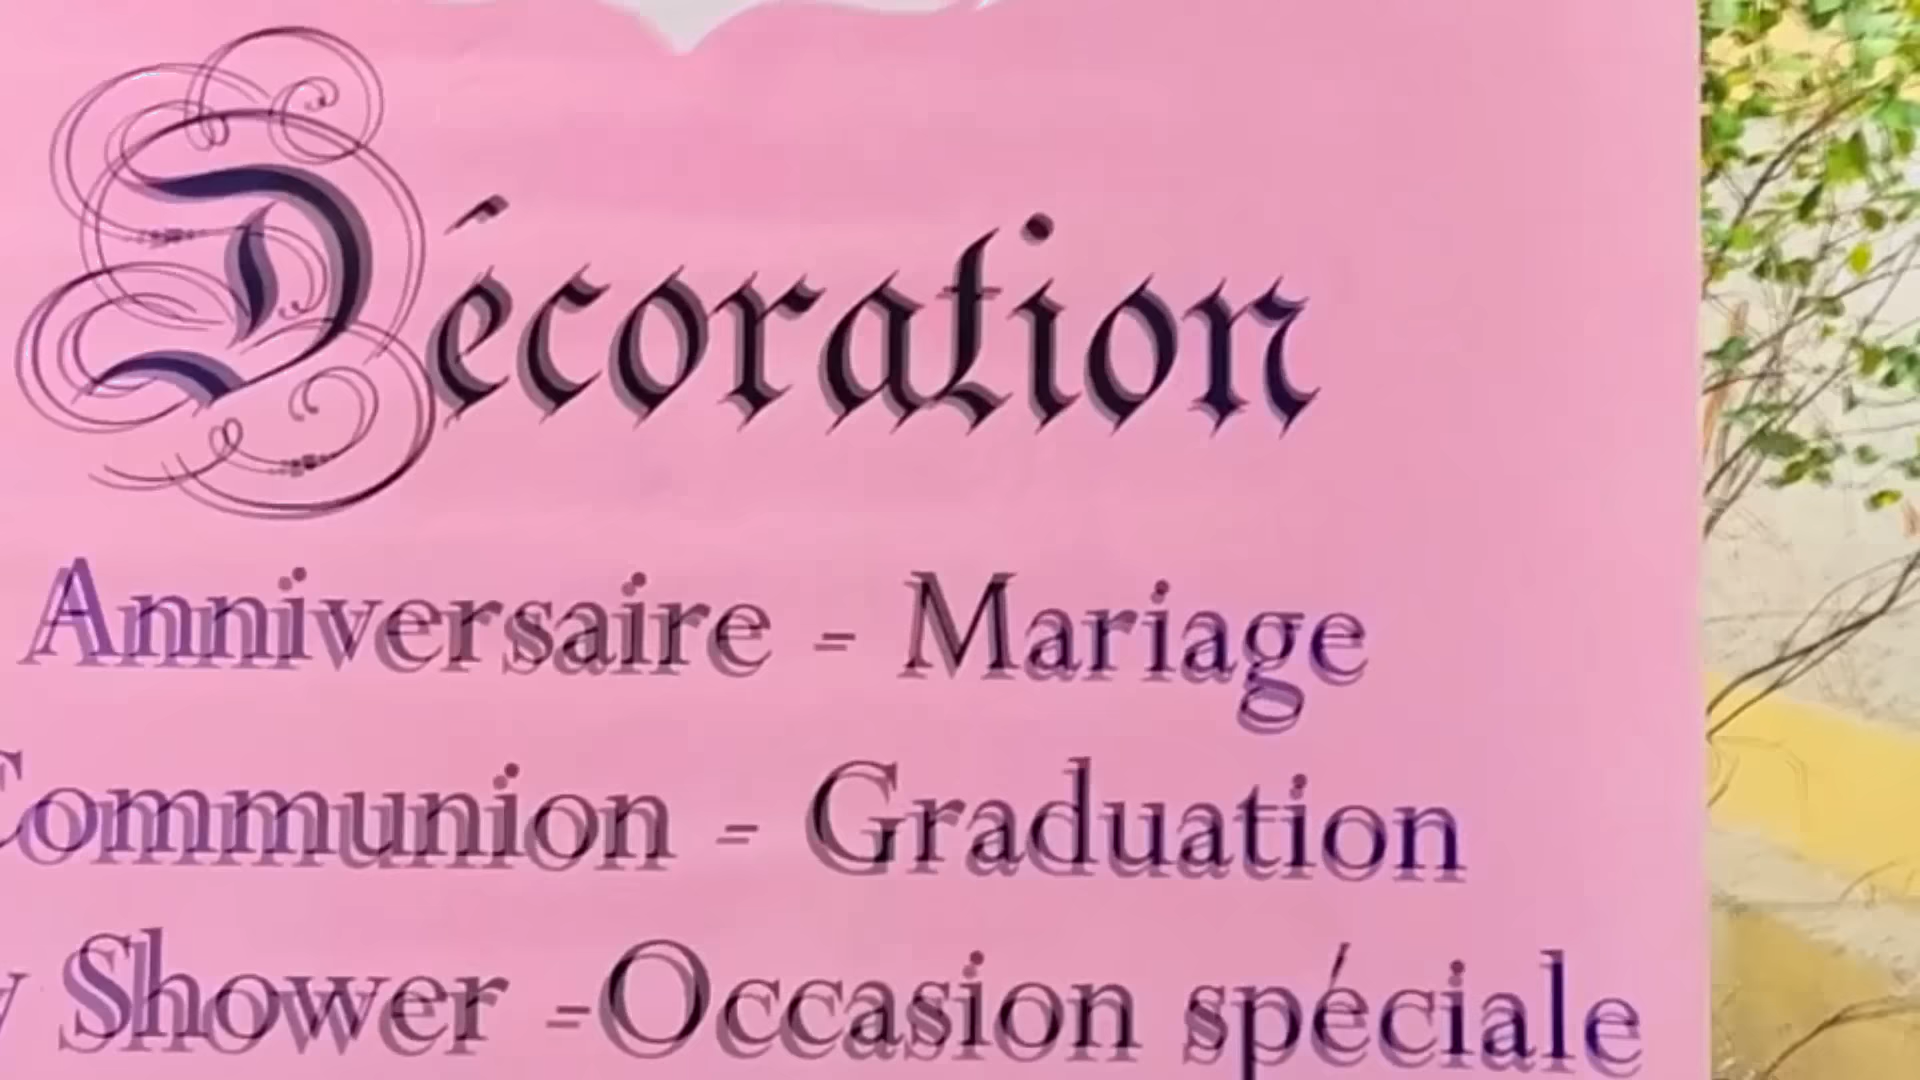 Décoration
Anniversaire - Mariage
Communion - Graduation
Shower -Occasion spéciale